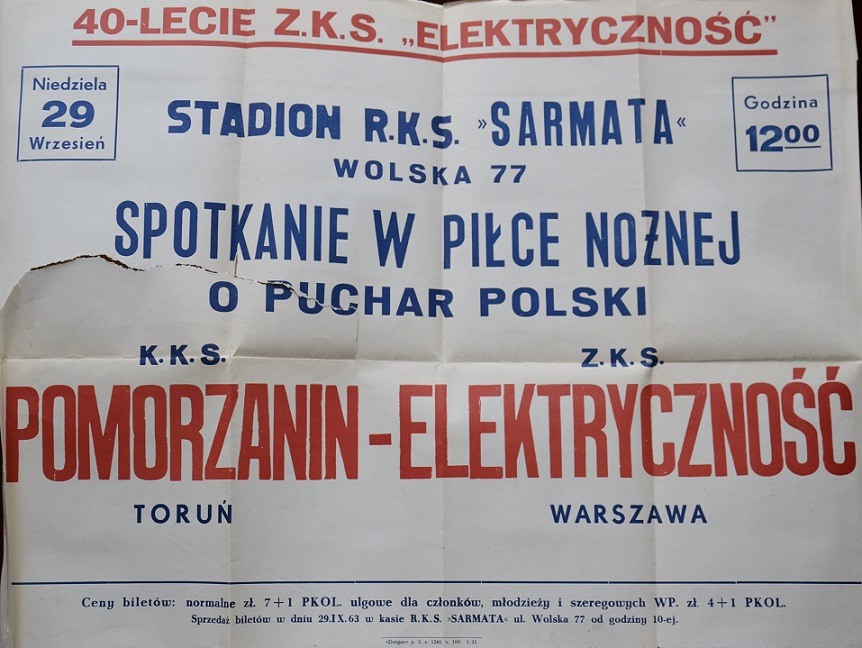 40-LECIE Z.K.S. „ELEKTRYCZNOŚĆ”
Niedziela
29
Wrzesień
STADION R.K.S. »SARMATA«
WOLSKA 77
Godzina
12 00
SPOTKANIE W PIŁCE NOŻNEJ
O PUCHAR POLSKI
K.K.S. Z.K.S.
POMORZANIN - ELEKTRYCZNOŚĆ
TORUŃ WARSZAWA
Ceny biletów: normalne zł. 7+1 PKOL. ulgowe dla członków, młodzieży i szeregowych WP. zł. 4+1 PKOL.
Sprzedaż biletów w dniu 29.IX.63 w kasie R.K.S. »SARMATA« ul. Wolska 77 od godziny 10-ej.